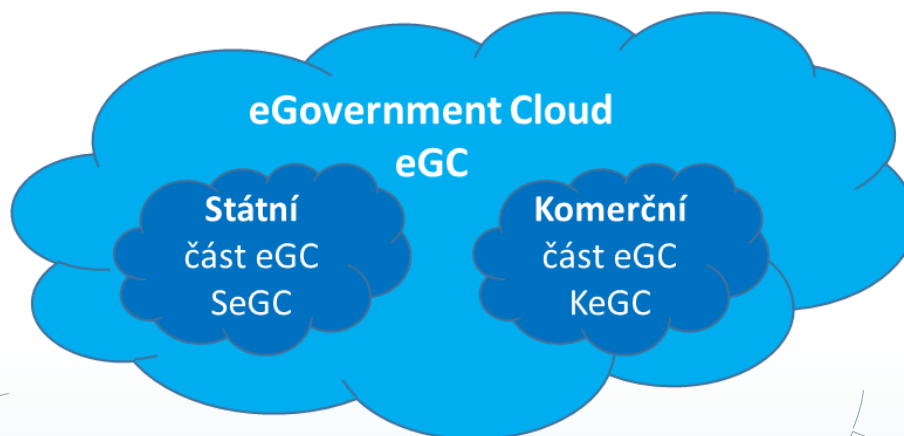 eGovernment Cloud
eGC
Státní
část eGC
SeGC
Komerční
část eGC
KeGC